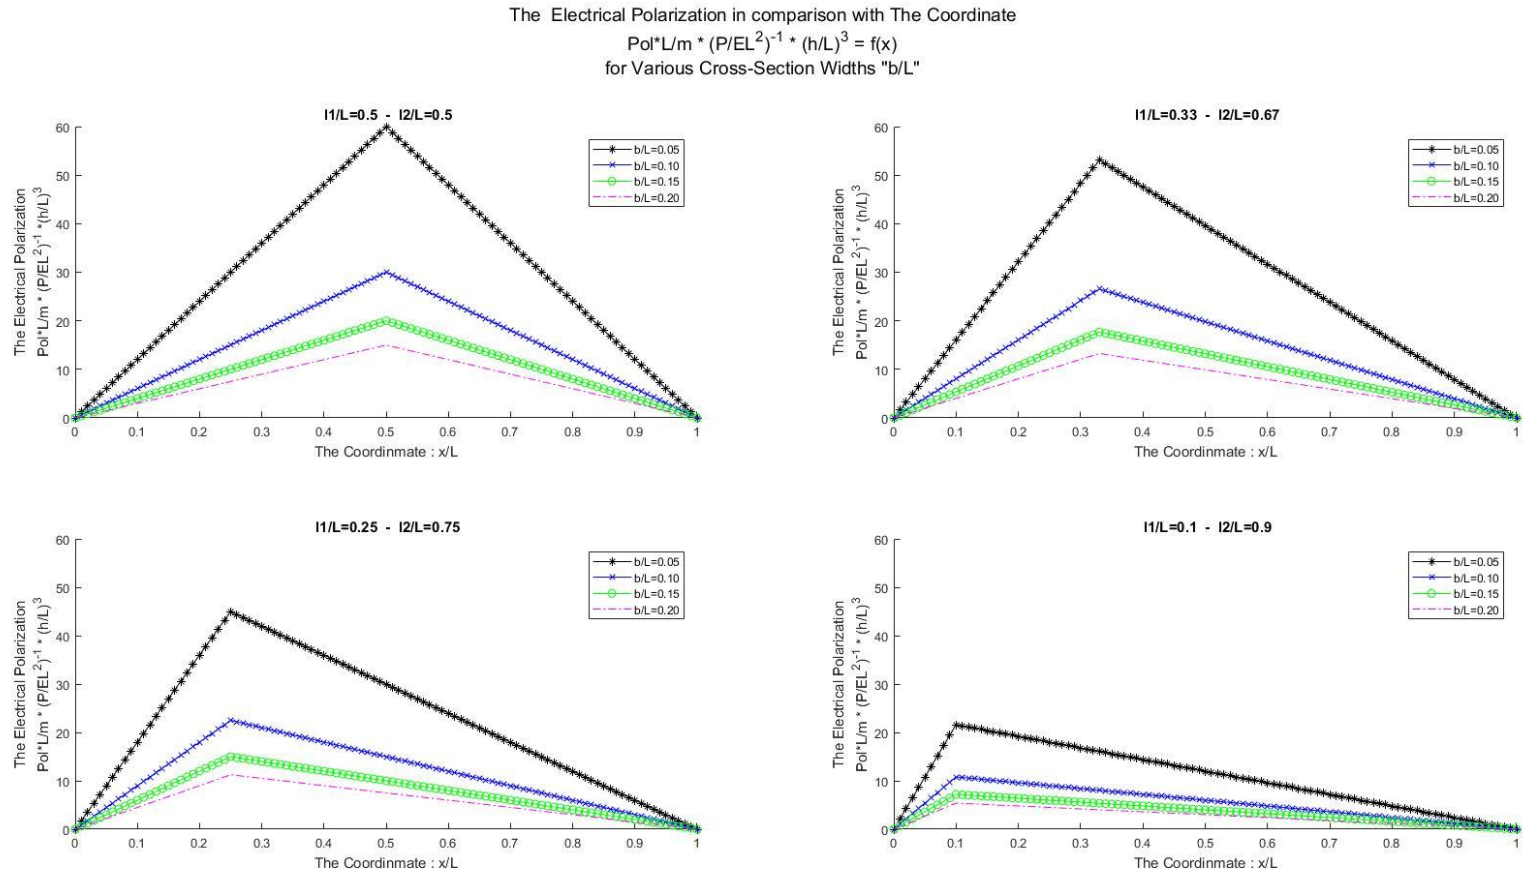 The  Electrical Polarization in comparison with The Coordinate
Pol*L/m * (P/EL²)⁻¹ * (h/L)³ = f(x)
for Various Cross-Section Widths "b/L"
l1/L=0.5  -  l2/L=0.5
The Electrical Polarization
Pol*L/m * (P/EL²)⁻¹ *(h/L)³
60
50
40
30
20
10
0
b/L=0.05
b/L=0.10
b/L=0.15
b/L=0.20
0 0.1 0.2 0.3 0.4 0.5 0.6 0.7 0.8 0.9 1
The Coordinmate : x/L
l1/L=0.33  -  l2/L=0.67
The Electrical Polarization
Pol*L/m * (P/EL²)⁻¹ * (h/L)³
60
50
40
30
20
10
0
b/L=0.05
b/L=0.10
b/L=0.15
b/L=0.20
0 0.1 0.2 0.3 0.4 0.5 0.6 0.7 0.8 0.9 1
The Coordinmate : x/L
l1/L=0.25  -  l2/L=0.75
The Electrical Polarization
Pol*L/m * (P/EL²)⁻¹ * (h/L)³
60
50
40
30
20
10
0
b/L=0.05
b/L=0.10
b/L=0.15
b/L=0.20
0 0.1 0.2 0.3 0.4 0.5 0.6 0.7 0.8 0.9 1
The Coordinmate : x/L
l1/L=0.1  -  l2/L=0.9
The Electrical Polarization
Pol*L/m * (P/EL²)⁻¹ * (h/L)³
60
50
40
30
20
10
0
b/L=0.05
b/L=0.10
b/L=0.15
b/L=0.20
0 0.1 0.2 0.3 0.4 0.5 0.6 0.7 0.8 0.9 1
The Coordinmate : x/L